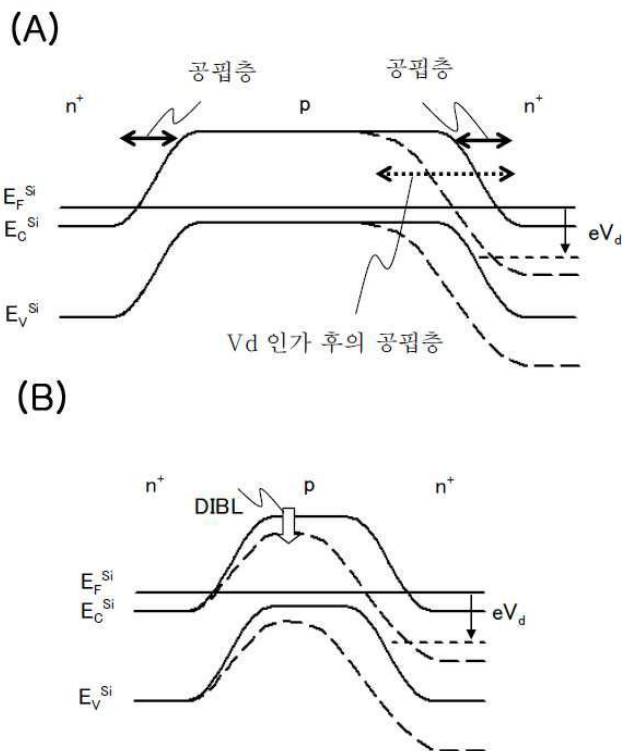 (A)
공핍층 공핍층
n+ p n+
E_F^Si
E_C^Si
eV_d
E_V^Si
Vd 인가 후의 공핍층
(B)
n+ p n+
DIBL
E_F^Si
E_C^Si
eV_d
E_V^Si